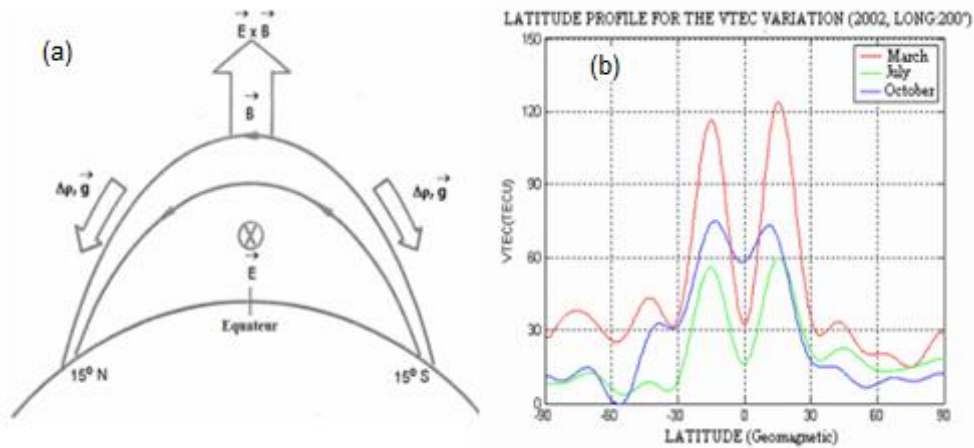 (a)
E x B
B
Δρ, g
Δρ, g
E
Equateur
15° N
15° S
LATITUDE PROFILE FOR THE VTEC VARIATION (2002, LONG:200°)
(b)
March
July
October
VTEC(TECU)
150
120
90
60
30
0
-90
-60
-30
0
30
60
90
LATITUDE (Geomagnetic)